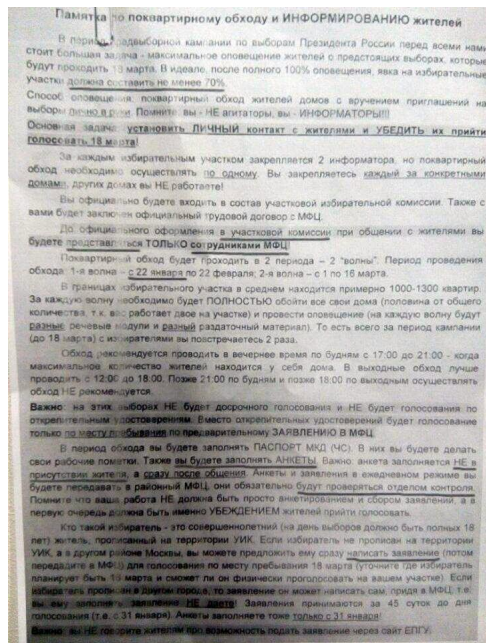 Памятка по поквартирному обходу и ИНФОРМИРОВАНИЮ жителей
В период предвыборной кампании по выборам Президента России перед всеми нами
стоит большая задача - максимальное оповещение жителей о предстоящих выборах, которые
будут проходить 18 марта. В идеале, после полного 100% оповещения, явка на избирательные
участки должна составить не менее 70%.
Способ оповещения: поквартирный обход жителей домов с вручением приглашений на
выборы лично в руки. Помните, вы - НЕ агитаторы, вы - ИНФОРМАТОРЫ!!!!
Основная задача: установить ЛИЧНЫЙ контакт с жителями и УБЕДИТЬ их прийти
голосовать 18 марта!
За каждым избирательным участком закрепляется 2 информатора, но поквартирный
обход необходимо осуществлять по одному. Вы закрепляетесь каждый за конкретными
домами, других домах вы НЕ работаете!
Вы официально будете входить в состав участковой избирательной комиссии. Также с
вами будет заключен официальный трудовой договор с МФЦ.
До официального оформления в участковой комиссии при общении с жителями вы
будете представляться ТОЛЬКО сотрудниками МФЦ!
Поквартирный обход будет проходить в 2 периода – 2 "волны". Период проведения
обхода: 1-я волна – с 22 января по 22 февраля; 2-я волна – с 1 по 16 марта.
В границах избирательного участка в среднем находится примерно 1000-1300 квартир.
За каждую волну необходимо будет ПОЛНОСТЬЮ обойти все свои дома (половина от общего
количества, т.к. вас работает двое на участке) и провести оповещение (на каждую волну будут
разные речевые модули и разный раздаточный материал). То есть всего за период кампании
(до 18 марта) с избирателями вы повстречаетесь 2 раза.
Обход рекомендуется проводить в вечернее время по будням с 17:00 до 21:00 - когда
максимальное количество жителей находится у себя дома. В выходные обход лучше
проводить с 12:00 до 18:00. Позже 21:00 по будням и позже 18:00 по выходным осуществлять
обход НЕ рекомендуется.
Важно: на этих выборах НЕ будет досрочного голосования и НЕ будет голосования по
открепительным удостоверениям. Вместо открепительных удостоверений будет голосование
только по месту пребывания по предварительному ЗАЯВЛЕНИЮ В МФЦ.
В период обхода вы будете заполнять ПАСПОРТ МКД (ЧС). В них вы будете делать
свои рабочие пометки. Также вы будете заполнять АНКЕТЫ. Важно анкета заполняется НЕ в
присутствии жителя, а сразу после общения. Анкеты и заявления в ежедневном режиме вы
будете передавать в районный МФЦ, они обязательно будут проверяться отделом контроля.
Помните что ваша работа НЕ должна быть просто анкетированием и сбором заявлений, а в
первую очередь должна быть именно УБЕЖДЕНИЕМ жителей прийти голосовать.
Кто такой избиратель - это совершеннолетний (на день выборов должно быть полных 18
лет) житель, прописанный на территории УИК. Если избиратель не прописан на территории
УИК, а в другом районе Москвы, вы можете предложить ему сразу написать заявление (потом
передадите в МФЦ) для голосования по месту пребывания 18 марта (уточните где избиратель
планирует быть 18 марта и сможет ли он физически проголосовать на вашем участке). Если
избиратель прописан в другом городе, то заявление он может написать сам, придя в МФЦ, т.е.
вы ему заполнять заявление НЕ даете! Заявления принимаются за 45 суток до дня
голосования (т.е. с 31 января). Анкеты заполняете тоже только с 31 января!
Важно: вы НЕ говорите жителям про возможность подать заявление через сайт ЕПГУ.